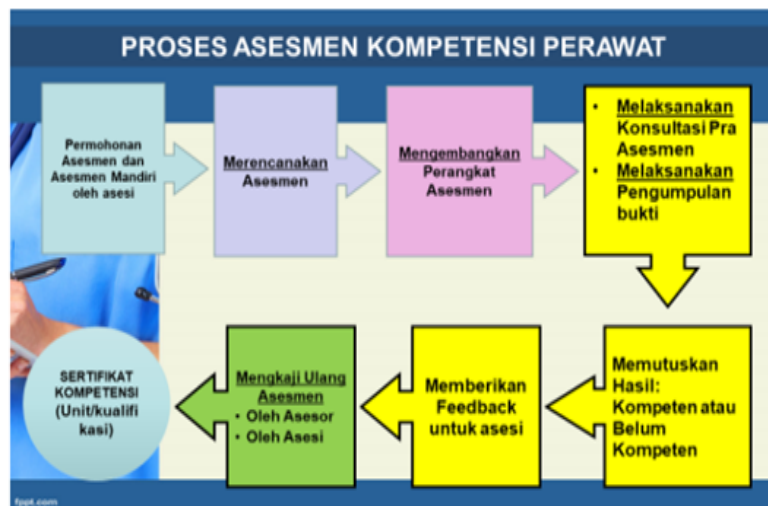 PROSES ASESMEN KOMPETENSI PERAWAT
Permohonan
Asesmen dan
Asesmen Mandiri
oleh asesi
Merencanakan
Asesmen
Mengembangkan
Perangkat
Asesmen
• Melaksanakan
Konsultasi Pra
Asesmen
• Melaksanakan
Pengumpulan
bukti
Memutuskan
Hasil:
Kompeten atau
Belum
Kompeten
Memberikan
Feedback
untuk asesi
Mengkaji Ulang
Asesmen
• Oleh Asesor
• Oleh Asesi
SERTIFIKAT
KOMPETENSI
(Unit/kualifi
kasi)
fppt.com